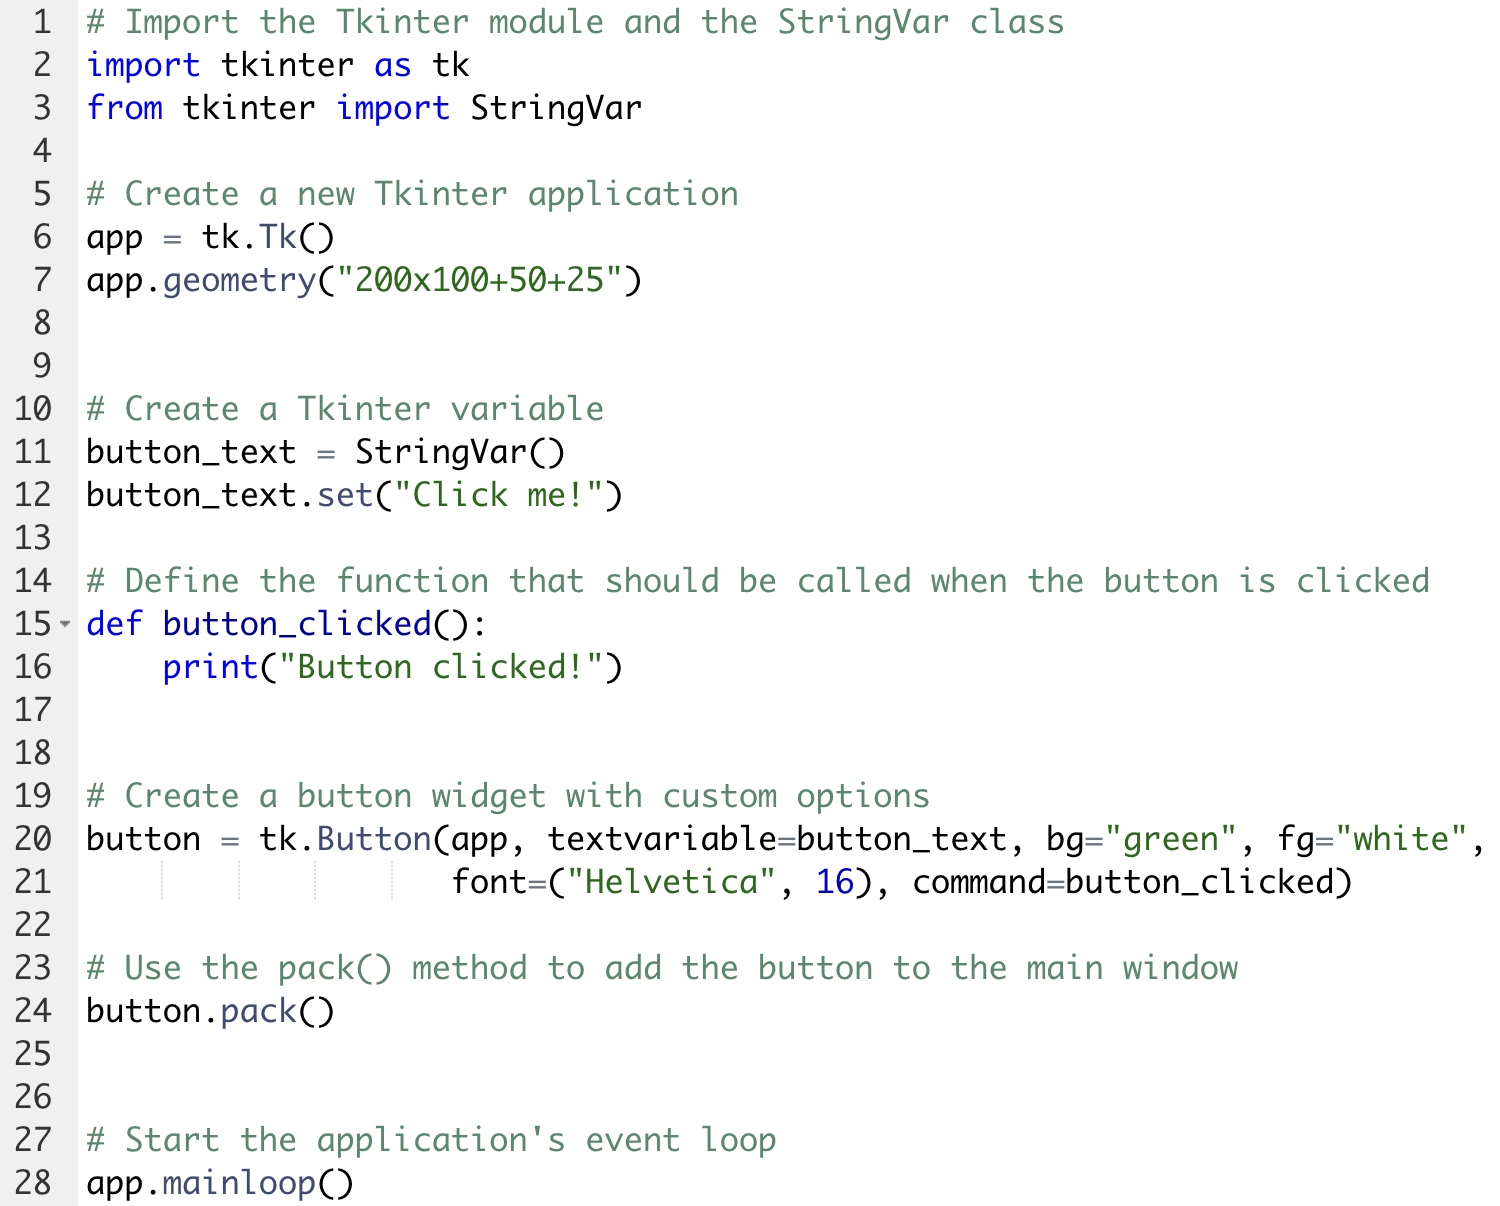 1 # Import the Tkinter module and the StringVar class
2 import tkinter as tk
3 from tkinter import StringVar
4
5 # Create a new Tkinter application
6 app = tk.Tk()
7 app.geometry("200x100+50+25")
8
9
10 # Create a Tkinter variable
11 button_text = StringVar()
12 button_text.set("Click me!")
13
14 # Define the function that should be called when the button is clicked
15 def button_clicked():
16     print("Button clicked!")
17
18
19 # Create a button widget with custom options
20 button = tk.Button(app, textvariable=button_text, bg="green", fg="white",
21                    font=("Helvetica", 16), command=button_clicked)
22
23 # Use the pack() method to add the button to the main window
24 button.pack()
25
26
27 # Start the application's event loop
28 app.mainloop()